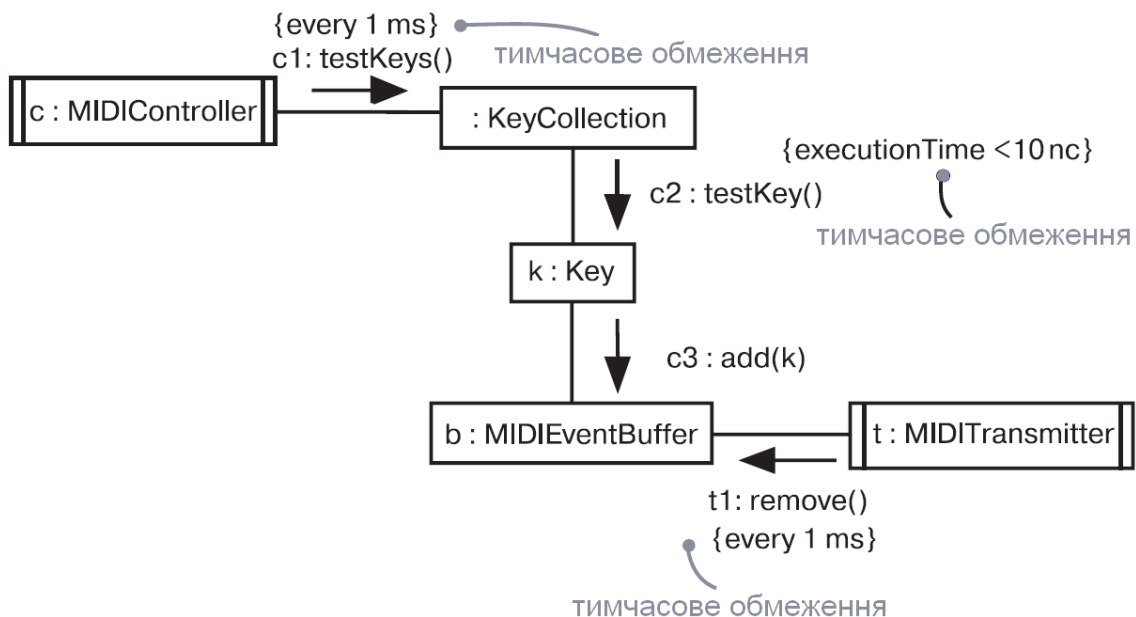 {every 1 ms}
c1: testKeys()
тимчасове обмеження
c : MIDIController
: KeyCollection
{executionTime <10 nc}
c2 : testKey()
тимчасове обмеження
k : Key
c3 : add(k)
b : MIDIEventBuffer
t : MIDITransmitter
t1: remove()
{every 1 ms}
тимчасове обмеження